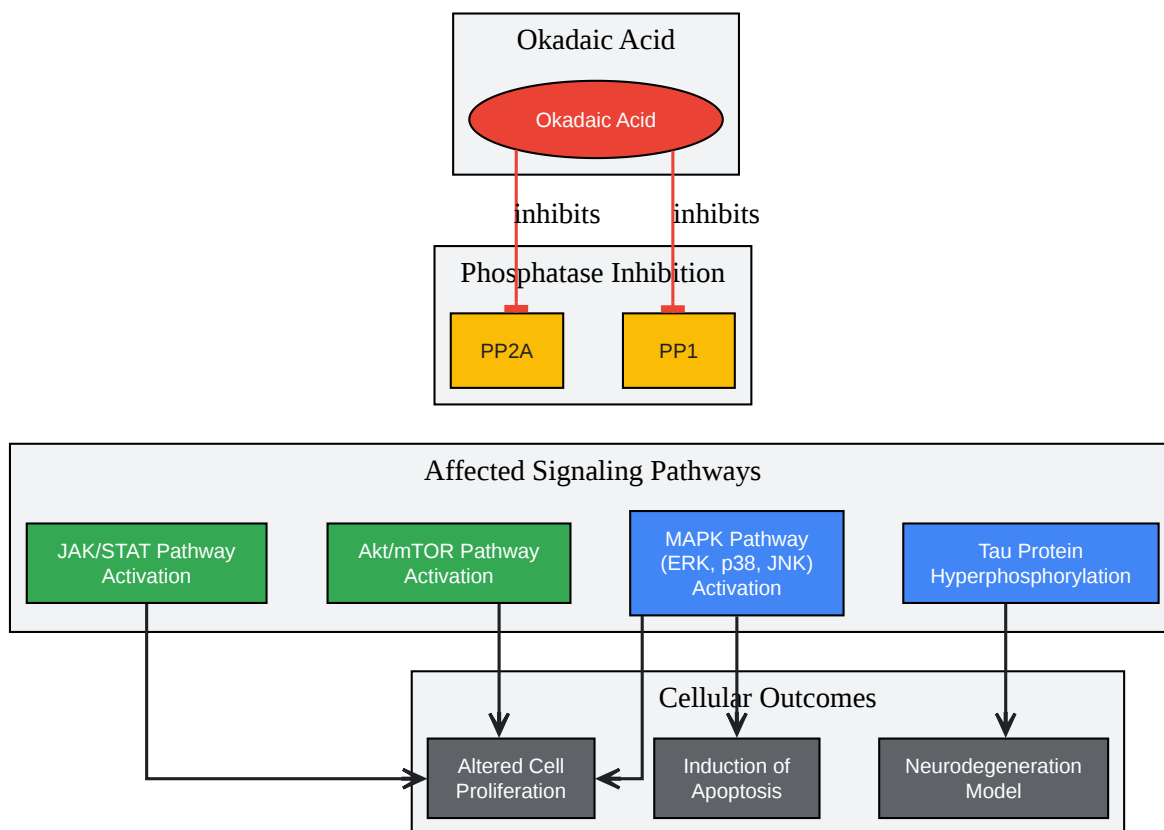 Okadaic Acid
Okadaic Acid
inhibits
inhibits
Phosphatase Inhibition
PP2A
PP1
Affected Signaling Pathways
JAK/STAT Pathway
Activation
Akt/mTOR Pathway
Activation
MAPK Pathway
(ERK, p38, JNK)
Activation
Tau Protein
Hyperphosphorylation
Cellular Outcomes
Altered Cell
Proliferation
Induction of
Apoptosis
Neurodegeneration
Model